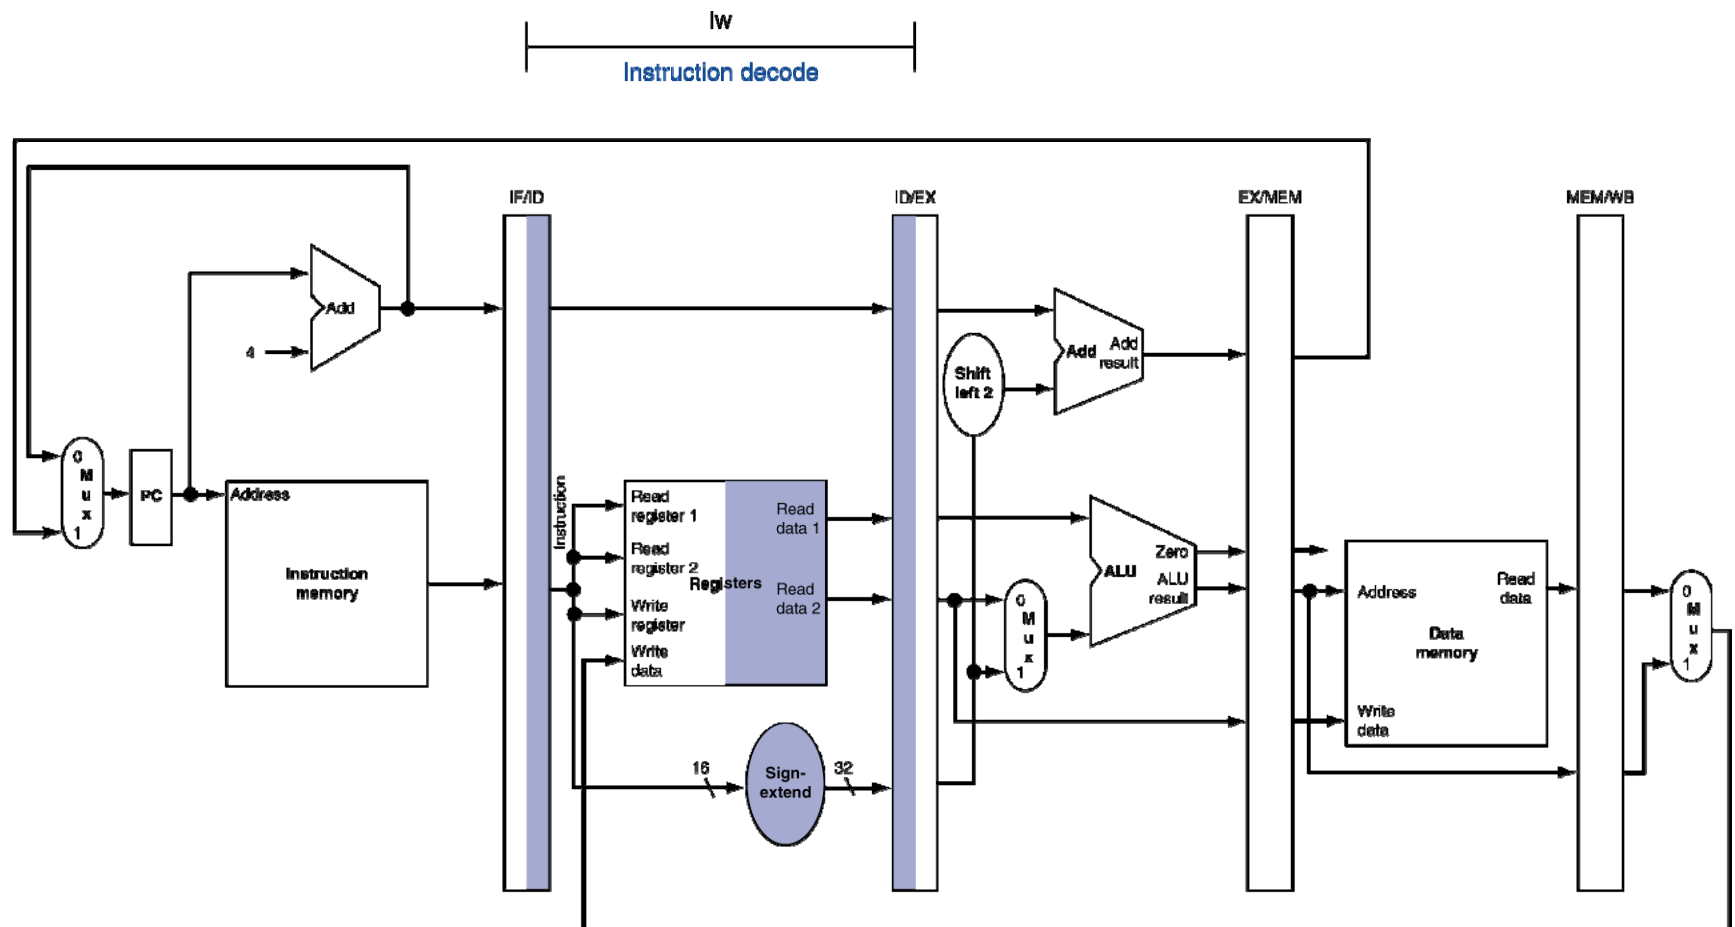 lw
Instruction decode
IF/ID
ID/EX
EX/MEM
MEM/WB
Add
4
Shift
left 2
Add
Add
result
0
M
u
x
1
PC
Address
Instruction
memory
Instruction
Read
register 1
Read
register 2
Registers
Write
register
Write
data
Read
data 1
Read
data 2
16
Sign-
extend
32
0
M
u
x
1
Zero
ALU
ALU
result
Address
Read
data
Data
memory
Write
data
0
M
u
x
1